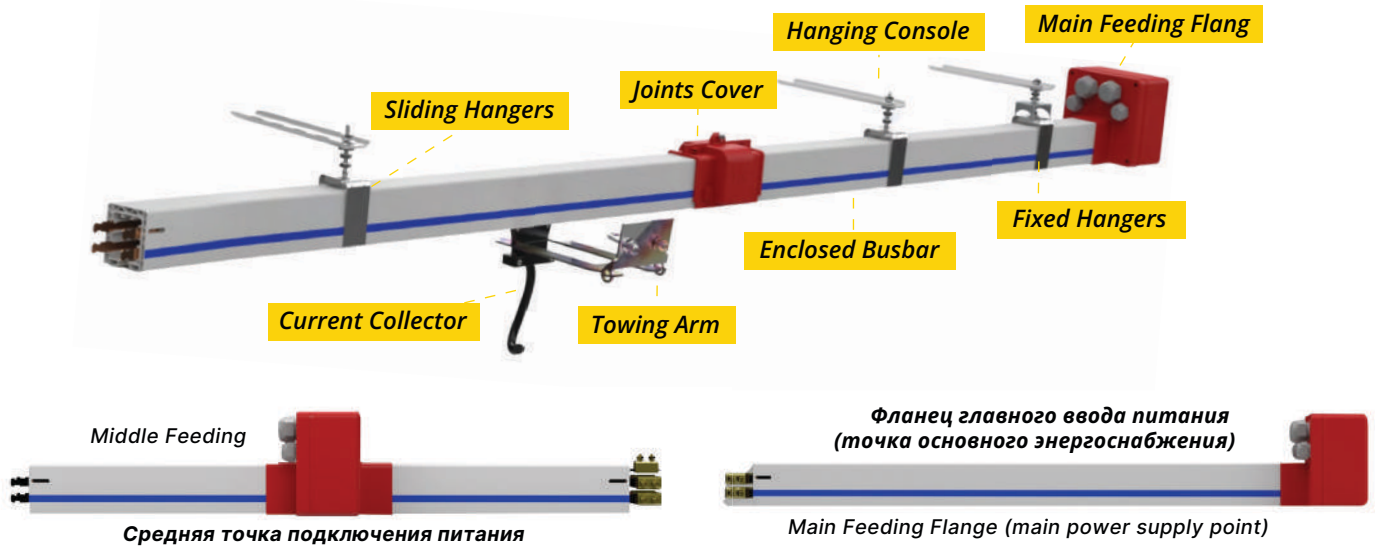 Hanging Console
Main Feeding Flang
Joints Cover
Sliding Hangers
Fixed Hangers
Enclosed Busbar
Current Collector
Towing Arm
Middle Feeding
Средняя точка подключения питания
Фланец главного ввода питания
(точка основного энергоснабжения)
Main Feeding Flange (main power supply point)